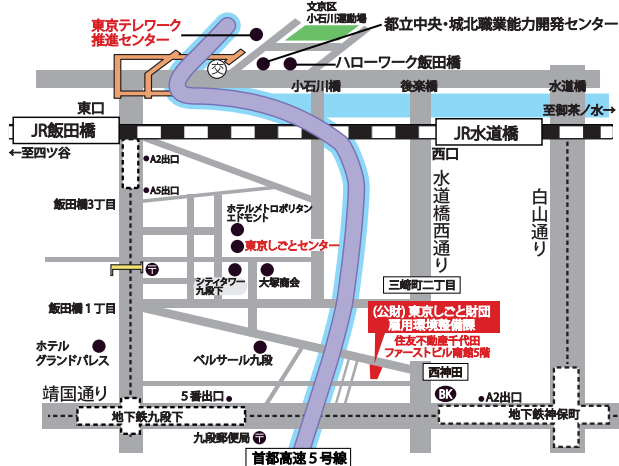 文京区
小石川運動場
東京テレワーク
推進センター
都立中央・城北職業能力開発センター
ハローワーク飯田橋
交
小石川橋
後楽橋
水道橋
東口
至御茶ノ水→
JR飯田橋
JR水道橋
←至四ツ谷
西口
A2出口
A5出口
飯田橋3丁目
水道橋西通り
白山通り
ホテルメトロポリタン
エドモント
東京しごとセンター
〒
シティタワー
九段下
大塚商会
三崎町二丁目
飯田橋1丁目
(公財)東京しごと財団
雇用環境整備課
住友不動産千代田
ファーストビル南館5階
ホテル
グランドパレス
ベルサール九段
西神田
靖国通り
5番出口
BK
A2出口
地下鉄九段下
地下鉄神保町
九段郵便局
〒
首都高速5号線